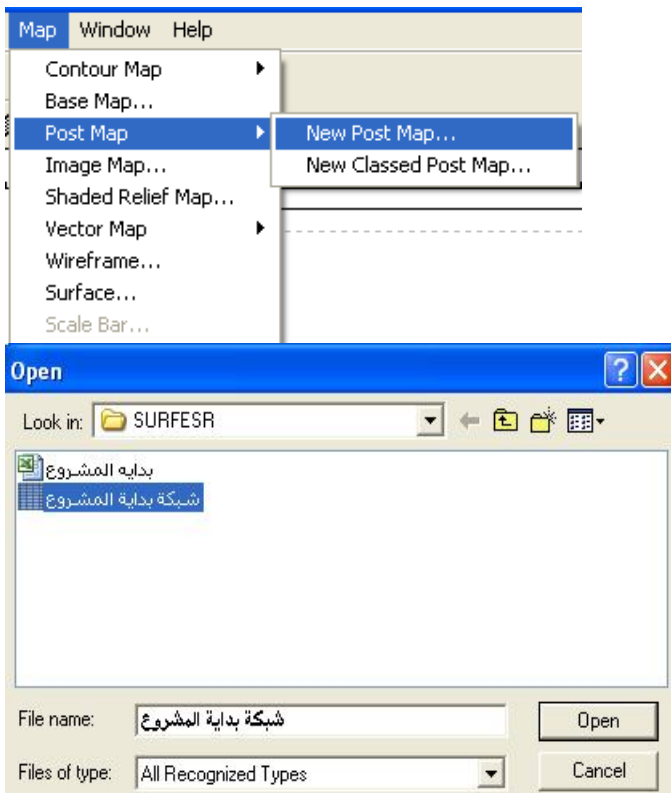 Map Window Help
Contour Map
Base Map...
Post Map
New Post Map...
Image Map...
New Classed Post Map...
Shaded Relief Map...
Vector Map
Wireframe...
Surface...
Scale Bar...
Open
Look in: SURFESR
بدايه المشروع
شبكة بداية المشروع
File name: شبكة بداية المشروع Open
Files of type: All Recognized Types Cancel